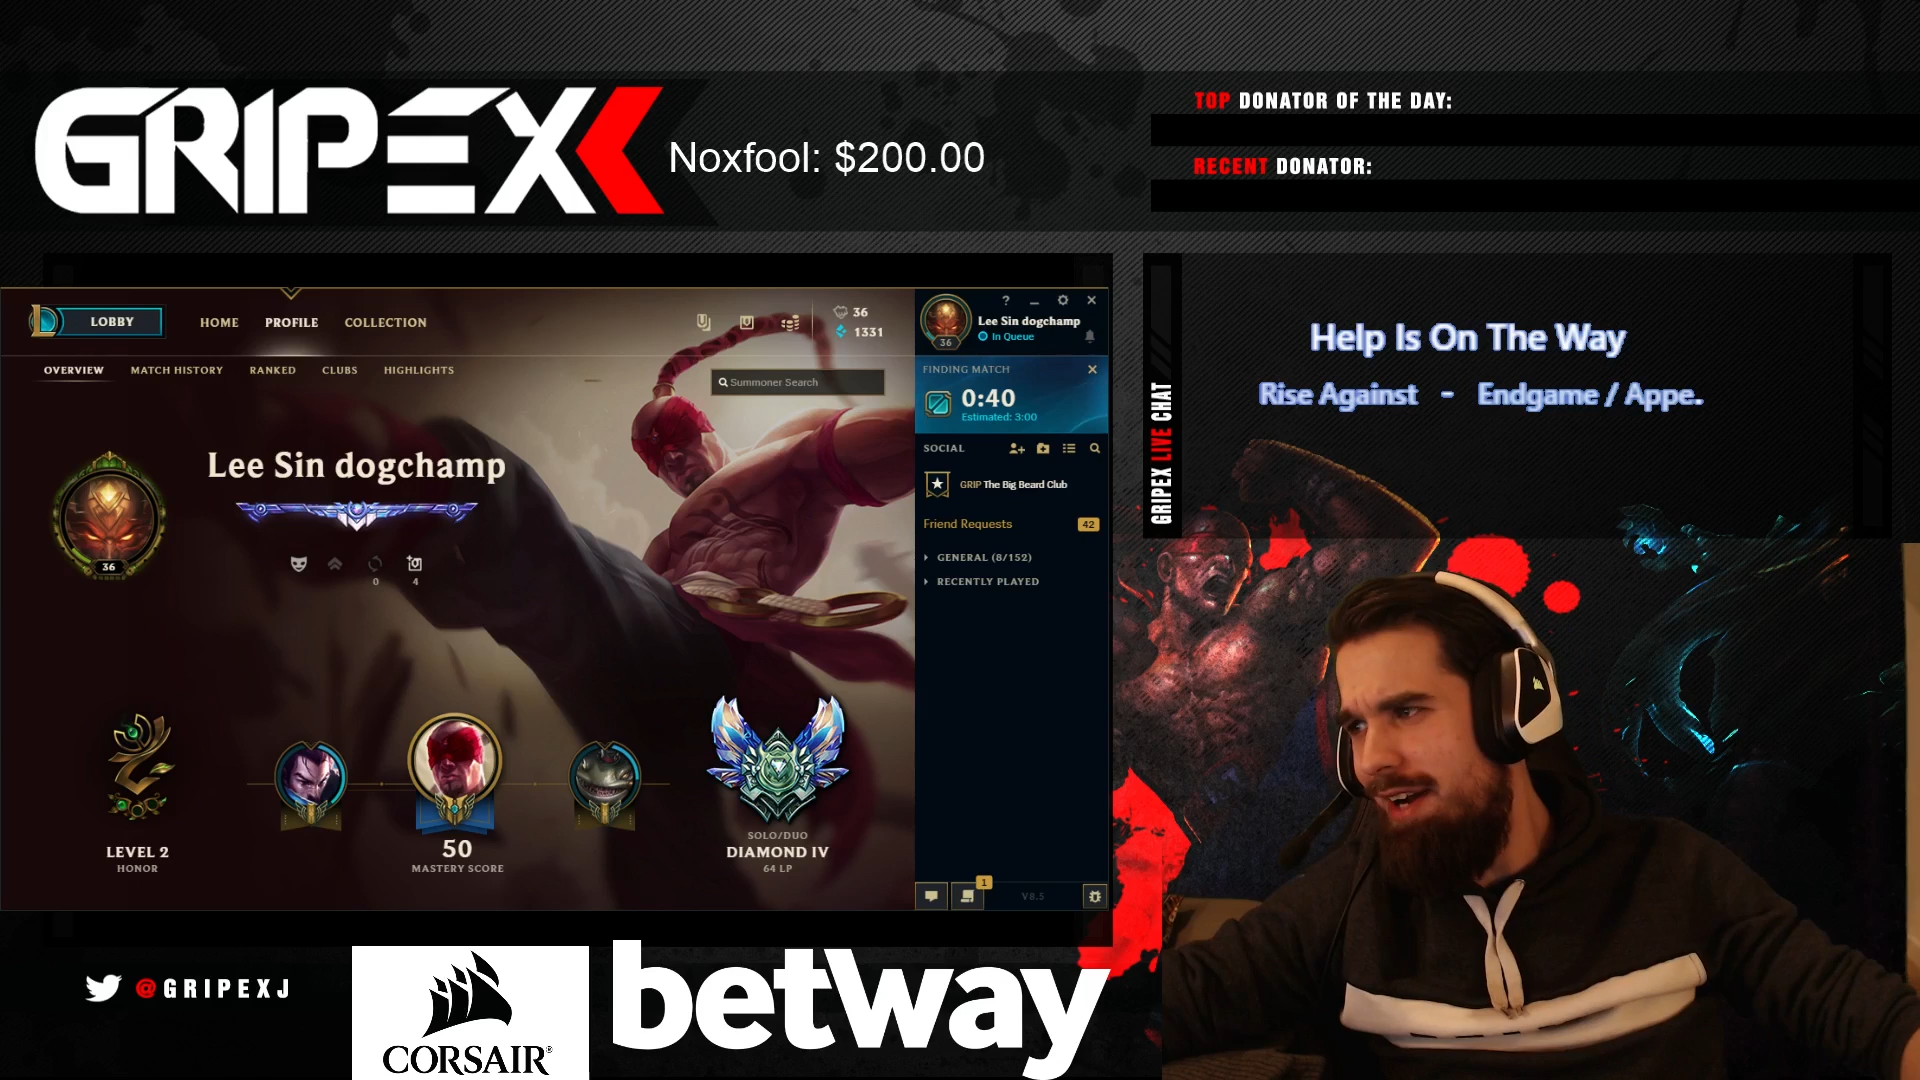 GRIPEX
Noxfool: $200.00
TOP DONATOR OF THE DAY:
RECENT DONATOR:
LOBBY
HOME
PROFILE
COLLECTION
36
1331
OVERVIEW
MATCH HISTORY
RANKED
CLUBS
HIGHLIGHTS
Summoner Search
Lee Sin dogchamp
36
0
4
LEVEL 2
HONOR
50
MASTERY SCORE
SOLO/DUO
DIAMOND IV
64 LP
?
Lee Sin dogchamp
In Queue
36
FINDING MATCH
0:40
Estimated: 3:00
SOCIAL
GRIP The Big Beard Club
Friend Requests
42
GENERAL (8/152)
RECENTLY PLAYED
1
V8.5
GRIPEX LIVE CHAT
Help Is On The Way
Rise Against - Endgame / Appe.
@GRIPEXJ
CORSAIR®
betway